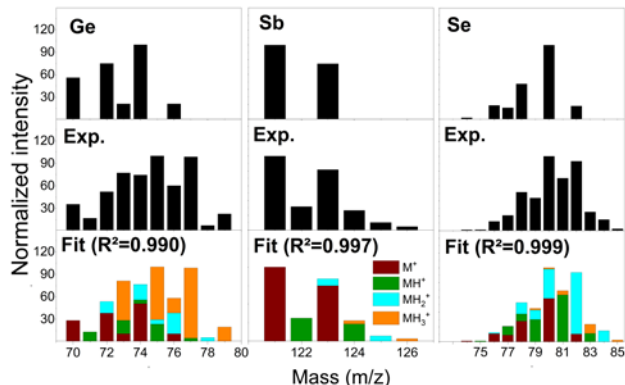 Ge
Sb
Se
120
90
60
30
Normalized intensity
Exp.
Exp.
Exp.
120
90
60
30
Fit (R²=0.990)
Fit (R²=0.997)
Fit (R²=0.999)
120
90
60
30
M⁺
MH⁺
MH₂⁺
MH₃⁺
70 72 74 76 78 80
122 124 126
75 77 79 81 83 85
Mass (m/z)